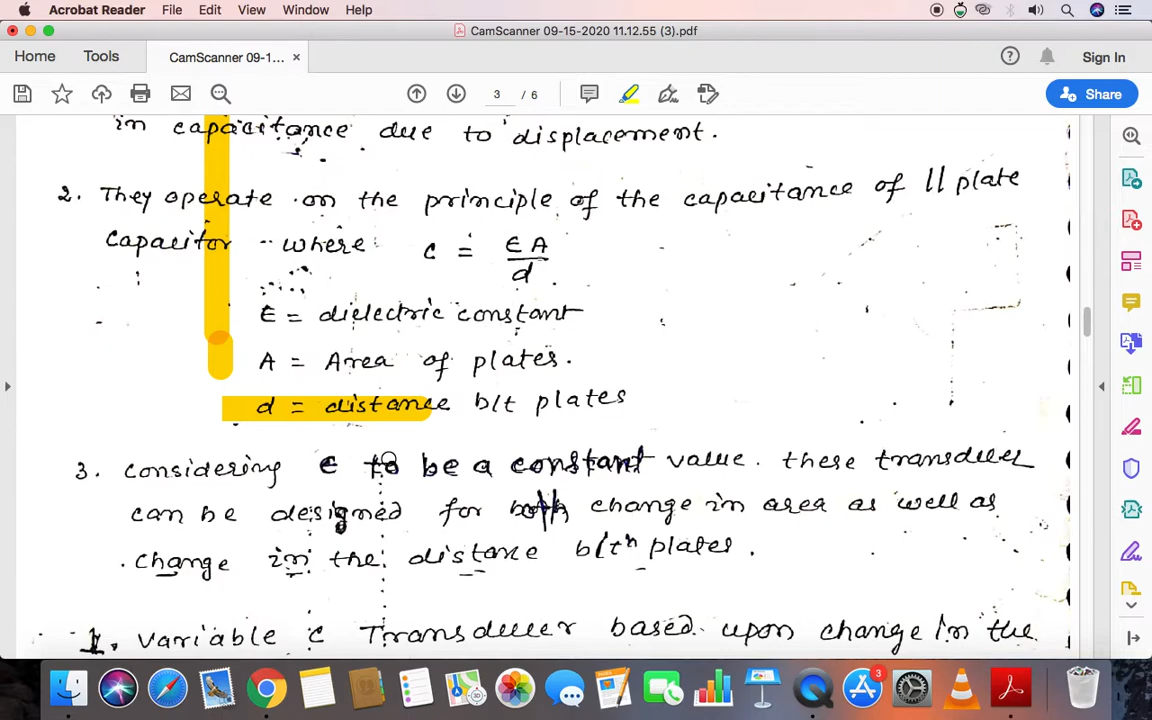 Acrobat Reader File Edit View Window Help
CamScanner 09-15-2020 11.12.55 (3).pdf
Home Tools CamScanner 09-1... × Sign In
3 / 6 Share
in capacitance due to displacement.
2. They operate on the principle of the capacitance of 11 plate
capacitor where C = ЄA/d
Є = dielectric constant
A = Area of plates.
d = distance b/t plates
3. considering Є to be a constant value. these transducer
can be designed for both change in area as well as
change in the distance b/tn plates.
1. Variable C Transducer based upon change in the
3